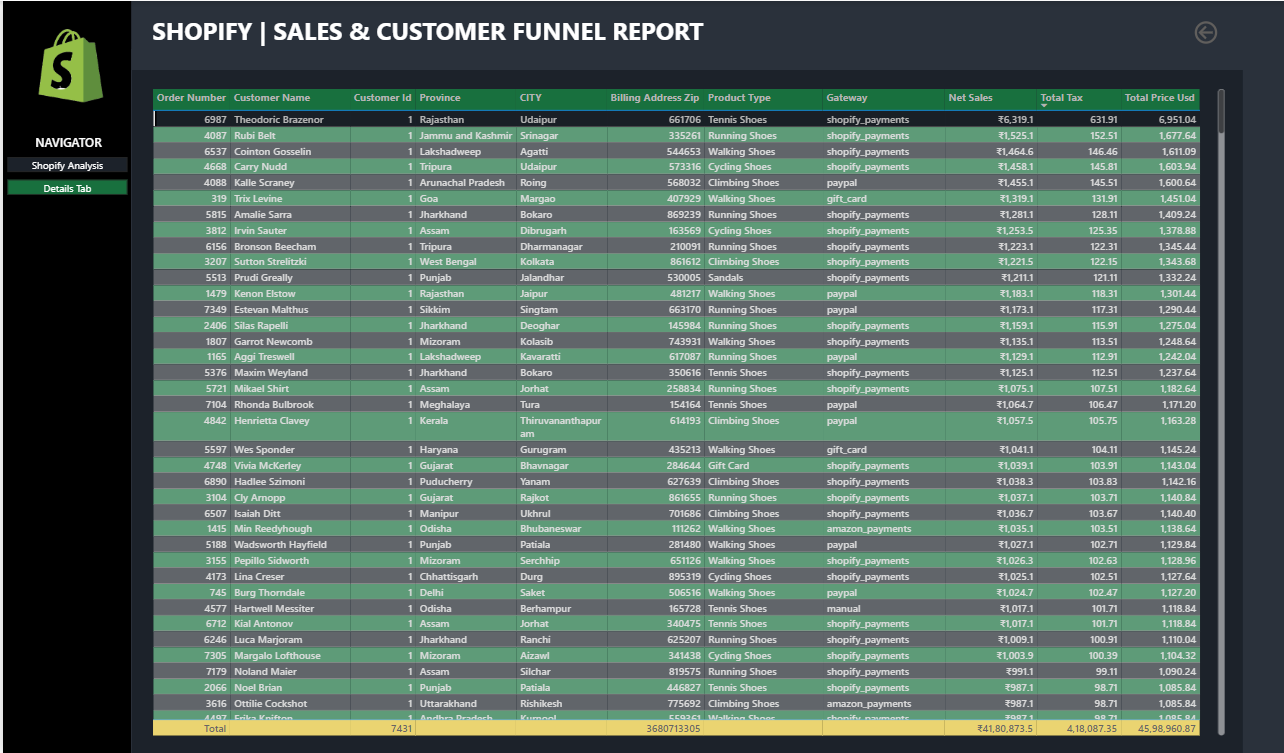 SHOPIFY | SALES & CUSTOMER FUNNEL REPORT
NAVIGATOR
Shopify Analysis
Details Tab
Order Number Customer Name Customer Id Province CITY Billing Address Zip Product Type Gateway Net Sales Total Tax Total Price Usd
6987 Theodoric Brazenor 1 Rajasthan Udaipur 661706 Tennis Shoes shopify_payments ₹6,319.1 631.91 6,951.04
4087 Rubi Belt 1 Jammu and Kashmir Srinagar 335261 Running Shoes shopify_payments ₹1,525.1 152.51 1,677.64
6537 Cointon Gosselin 1 Lakshadweep Agatti 544653 Walking Shoes shopify_payments ₹1,464.6 146.46 1,611.09
4668 Carry Nudd 1 Tripura Udaipur 573316 Cycling Shoes shopify_payments ₹1,458.1 145.81 1,603.94
4088 Kalle Scraney 1 Arunachal Pradesh Roing 568032 Climbing Shoes paypal ₹1,455.1 145.51 1,600.64
319 Trix Levine 1 Goa Margao 407929 Walking Shoes gift_card ₹1,319.1 131.91 1,451.04
5815 Amalie Sarra 1 Jharkhand Bokaro 869239 Running Shoes shopify_payments ₹1,281.1 128.11 1,409.24
3812 Irvin Sauter 1 Assam Dibrugarh 163569 Cycling Shoes shopify_payments ₹1,253.5 125.35 1,378.88
6156 Bronson Beecham 1 Tripura Dharmanagar 210091 Running Shoes shopify_payments ₹1,223.1 122.31 1,345.44
3207 Sutton Strelitzki 1 West Bengal Kolkata 861612 Climbing Shoes shopify_payments ₹1,221.5 122.15 1,343.68
5513 Prudi Greally 1 Punjab Jalandhar 530005 Sandals shopify_payments ₹1,211.1 121.11 1,332.24
1479 Kenon Elstow 1 Rajasthan Jaipur 481217 Walking Shoes paypal ₹1,183.1 118.31 1,301.44
7349 Estevan Malthus 1 Sikkim Singtam 663170 Running Shoes paypal ₹1,173.1 117.31 1,290.44
2406 Silas Rapelli 1 Jharkhand Deoghar 145984 Running Shoes shopify_payments ₹1,159.1 115.91 1,275.04
1807 Garrot Newcomb 1 Mizoram Kolasib 743931 Walking Shoes shopify_payments ₹1,135.1 113.51 1,248.64
1165 Aggi Treswell 1 Lakshadweep Kavaratti 617087 Running Shoes paypal ₹1,129.1 112.91 1,242.04
5376 Maxim Weyland 1 Jharkhand Bokaro 350616 Tennis Shoes shopify_payments ₹1,125.1 112.51 1,237.64
5721 Mikael Shirt 1 Assam Jorhat 258834 Running Shoes shopify_payments ₹1,075.1 107.51 1,182.64
7104 Rhonda Bulbrook 1 Meghalaya Tura 154164 Tennis Shoes paypal ₹1,064.7 106.47 1,171.20
4842 Henrietta Clavey 1 Kerala Thiruvananthapur 614193 Climbing Shoes paypal ₹1,057.5 105.75 1,163.28
am
5597 Wes Sponder 1 Haryana Gurugram 435213 Walking Shoes gift_card ₹1,041.1 104.11 1,145.24
4748 Vivia McKerley 1 Gujarat Bhavnagar 284644 Gift Card shopify_payments ₹1,039.1 103.91 1,143.04
6890 Hadlee Szimoni 1 Puducherry Yanam 627639 Climbing Shoes shopify_payments ₹1,038.3 103.83 1,142.16
3104 Cly Arnopp 1 Gujarat Rajkot 861655 Running Shoes shopify_payments ₹1,037.1 103.71 1,140.84
6507 Isaiah Ditt 1 Manipur Ukhrul 701686 Climbing Shoes shopify_payments ₹1,036.7 103.67 1,140.40
1415 Min Reedyhough 1 Odisha Bhubaneswar 111262 Walking Shoes amazon_payments ₹1,035.1 103.51 1,138.64
5188 Wadsworth Hayfield 1 Punjab Patiala 281480 Walking Shoes paypal ₹1,027.1 102.71 1,129.84
3155 Pepillo Sidworth 1 Mizoram Serchhip 651126 Walking Shoes shopify_payments ₹1,026.3 102.63 1,128.96
4173 Lina Creser 1 Chhattisgarh Durg 895319 Cycling Shoes shopify_payments ₹1,025.1 102.51 1,127.64
745 Burg Thorndale 1 Delhi Saket 506516 Walking Shoes paypal ₹1,024.7 102.47 1,127.20
4577 Hartwell Messiter 1 Odisha Berhampur 165728 Tennis Shoes manual ₹1,017.1 101.71 1,118.84
6712 Kial Antonov 1 Assam Jorhat 340475 Tennis Shoes shopify_payments ₹1,017.1 101.71 1,118.84
6246 Luca Marjoram 1 Jharkhand Ranchi 625207 Running Shoes shopify_payments ₹1,009.1 100.91 1,110.04
7305 Margalo Lofthouse 1 Mizoram Aizawl 341438 Cycling Shoes shopify_payments ₹1,003.9 100.39 1,104.32
7179 Noland Maier 1 Assam Silchar 819575 Running Shoes shopify_payments ₹991.1 99.11 1,090.24
2066 Noel Brian 1 Punjab Patiala 446827 Tennis Shoes shopify_payments ₹987.1 98.71 1,085.84
3616 Ottilie Cockshot 1 Uttarakhand Rishikesh 775692 Climbing Shoes amazon_payments ₹987.1 98.71 1,085.84
4497 Erika Knifton 1 Andhra Pradesh Kurnool 559361 Walking Shoes shopify_payments ₹987.1 98.71 1,085.84
Total 7431 3680713305 ₹41,80,873.5 4,18,087.35 45,98,960.87